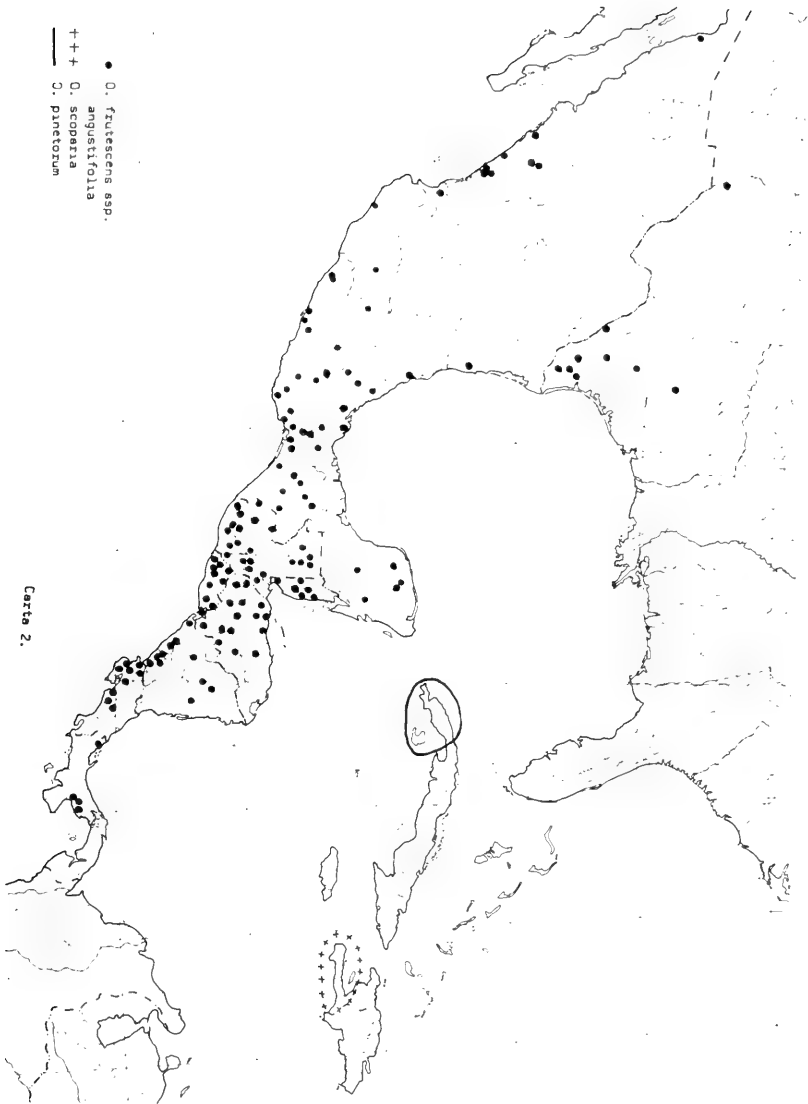 ● O. frutescens ssp.
angustifolia
+++ O. scoparia
O. pinetorum
Carta 2.